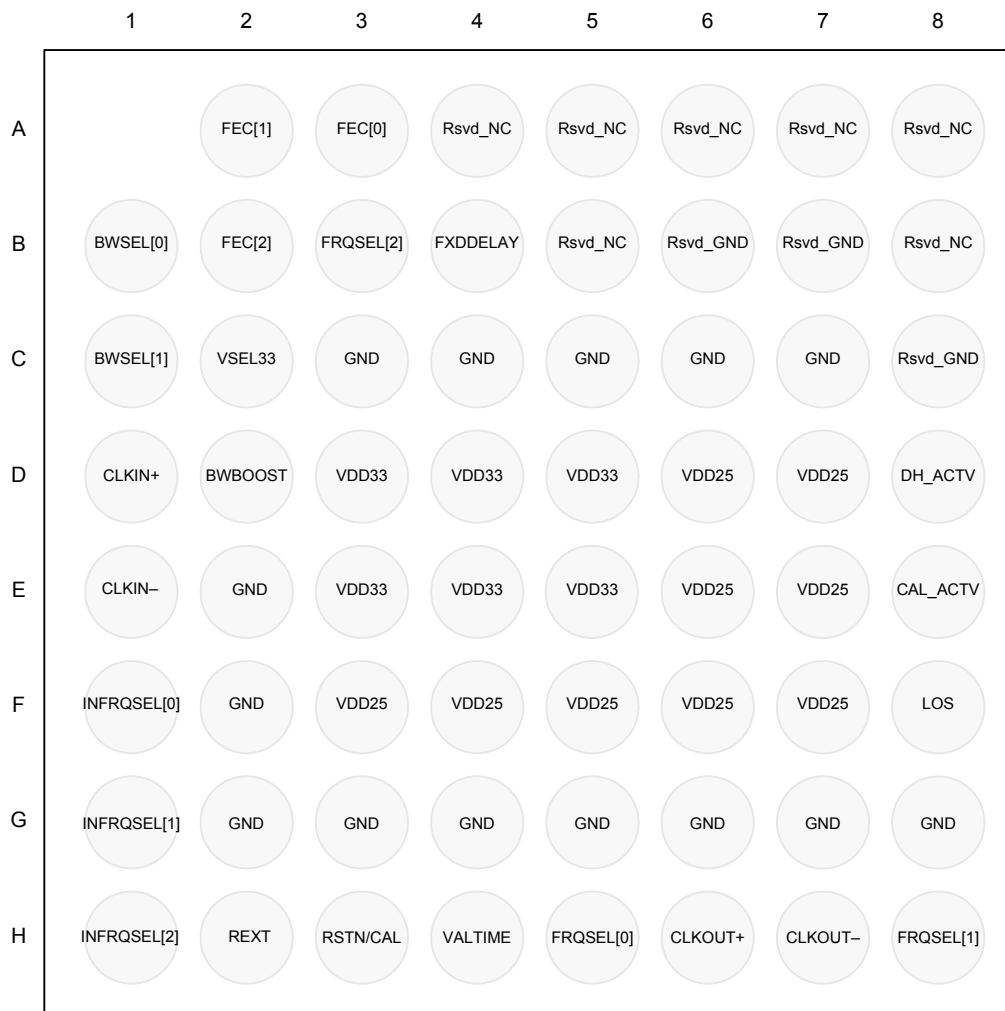 1 2 3 4 5 6 7 8
A FEC[1] FEC[0] Rsvd_NC Rsvd_NC Rsvd_NC Rsvd_NC Rsvd_NC
B BWSEL[0] FEC[2] FRQSEL[2] FXDDELAY Rsvd_NC Rsvd_GND Rsvd_GND Rsvd_NC
C BWSEL[1] VSEL33 GND GND GND GND GND Rsvd_GND
D CLKIN+ BWBOOST VDD33 VDD33 VDD33 VDD25 VDD25 DH_ACTV
E CLKIN– GND VDD33 VDD33 VDD33 VDD25 VDD25 CAL_ACTV
F INFRQSEL[0] GND VDD25 VDD25 VDD25 VDD25 VDD25 LOS
G INFRQSEL[1] GND GND GND GND GND GND GND
H INFRQSEL[2] REXT RSTN/CAL VALTIME FRQSEL[0] CLKOUT+ CLKOUT– FRQSEL[1]